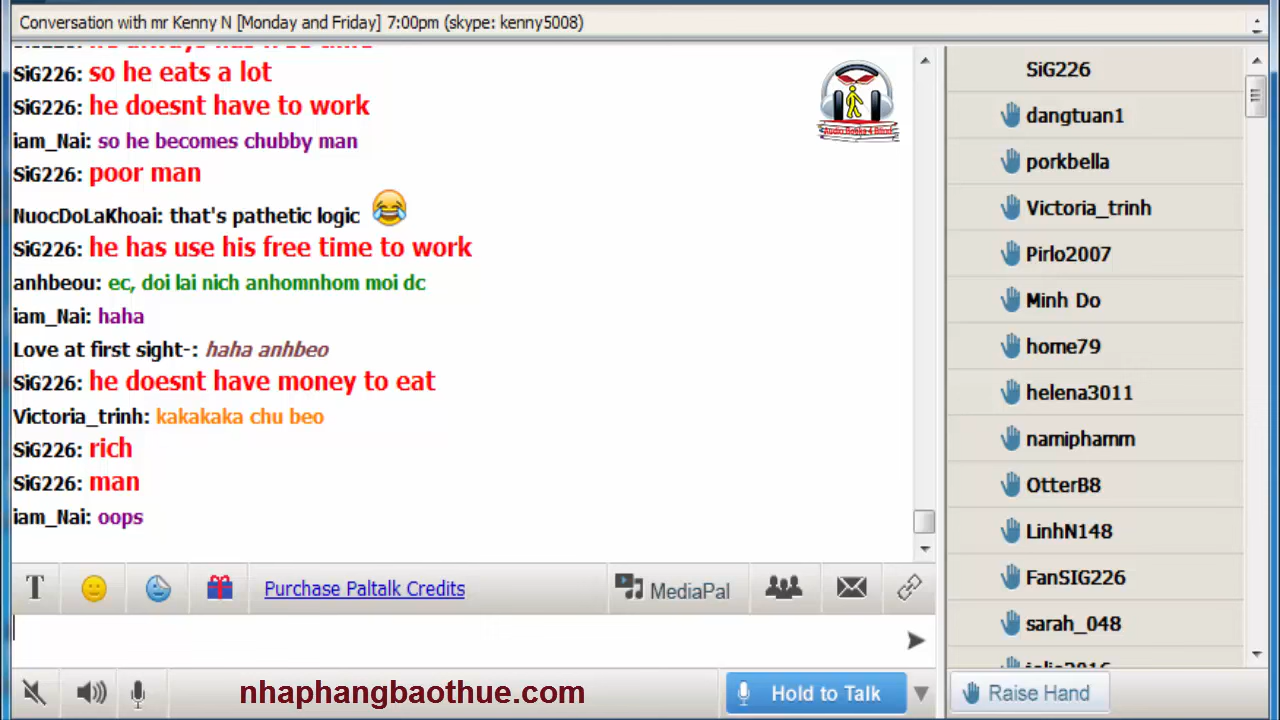 Conversation with mr Kenny N [Monday and Friday] 7:00pm (skype: kenny5008)
SiG226: so he eats a lot
SiG226: he doesnt have to work
iam_Nai: so he becomes chubby man
SiG226: poor man
NuocDoLaKhoai: that's pathetic logic
SiG226: he has use his free time to work
anhbeou: ec, doi lai nich anhomnhom moi dc
iam_Nai: haha
Love at first sight-: haha anhbeo
SiG226: he doesnt have money to eat
Victoria_trinh: kakakaka chu beo
SiG226: rich
SiG226: man
iam_Nai: oops
T
Purchase Paltalk Credits
MediaPal
nhaphangbaothue.com
Hold to Talk
SiG226
dangtuan1
porkbella
Victoria_trinh
Pirlo2007
Minh Do
home79
helena3011
namiphamm
OtterB8
LinhN148
FanSIG226
sarah_048
Raise Hand